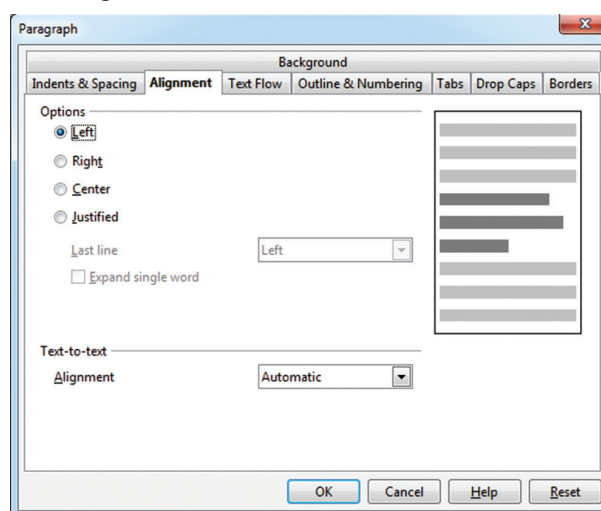 Paragraph
Background
Indents & Spacing Alignment Text Flow Outline & Numbering Tabs Drop Caps Borders
Options
Left
Right
Center
Justified
Last line Left
Expand single word
Text-to-text
Alignment Automatic
OK Cancel Help Reset